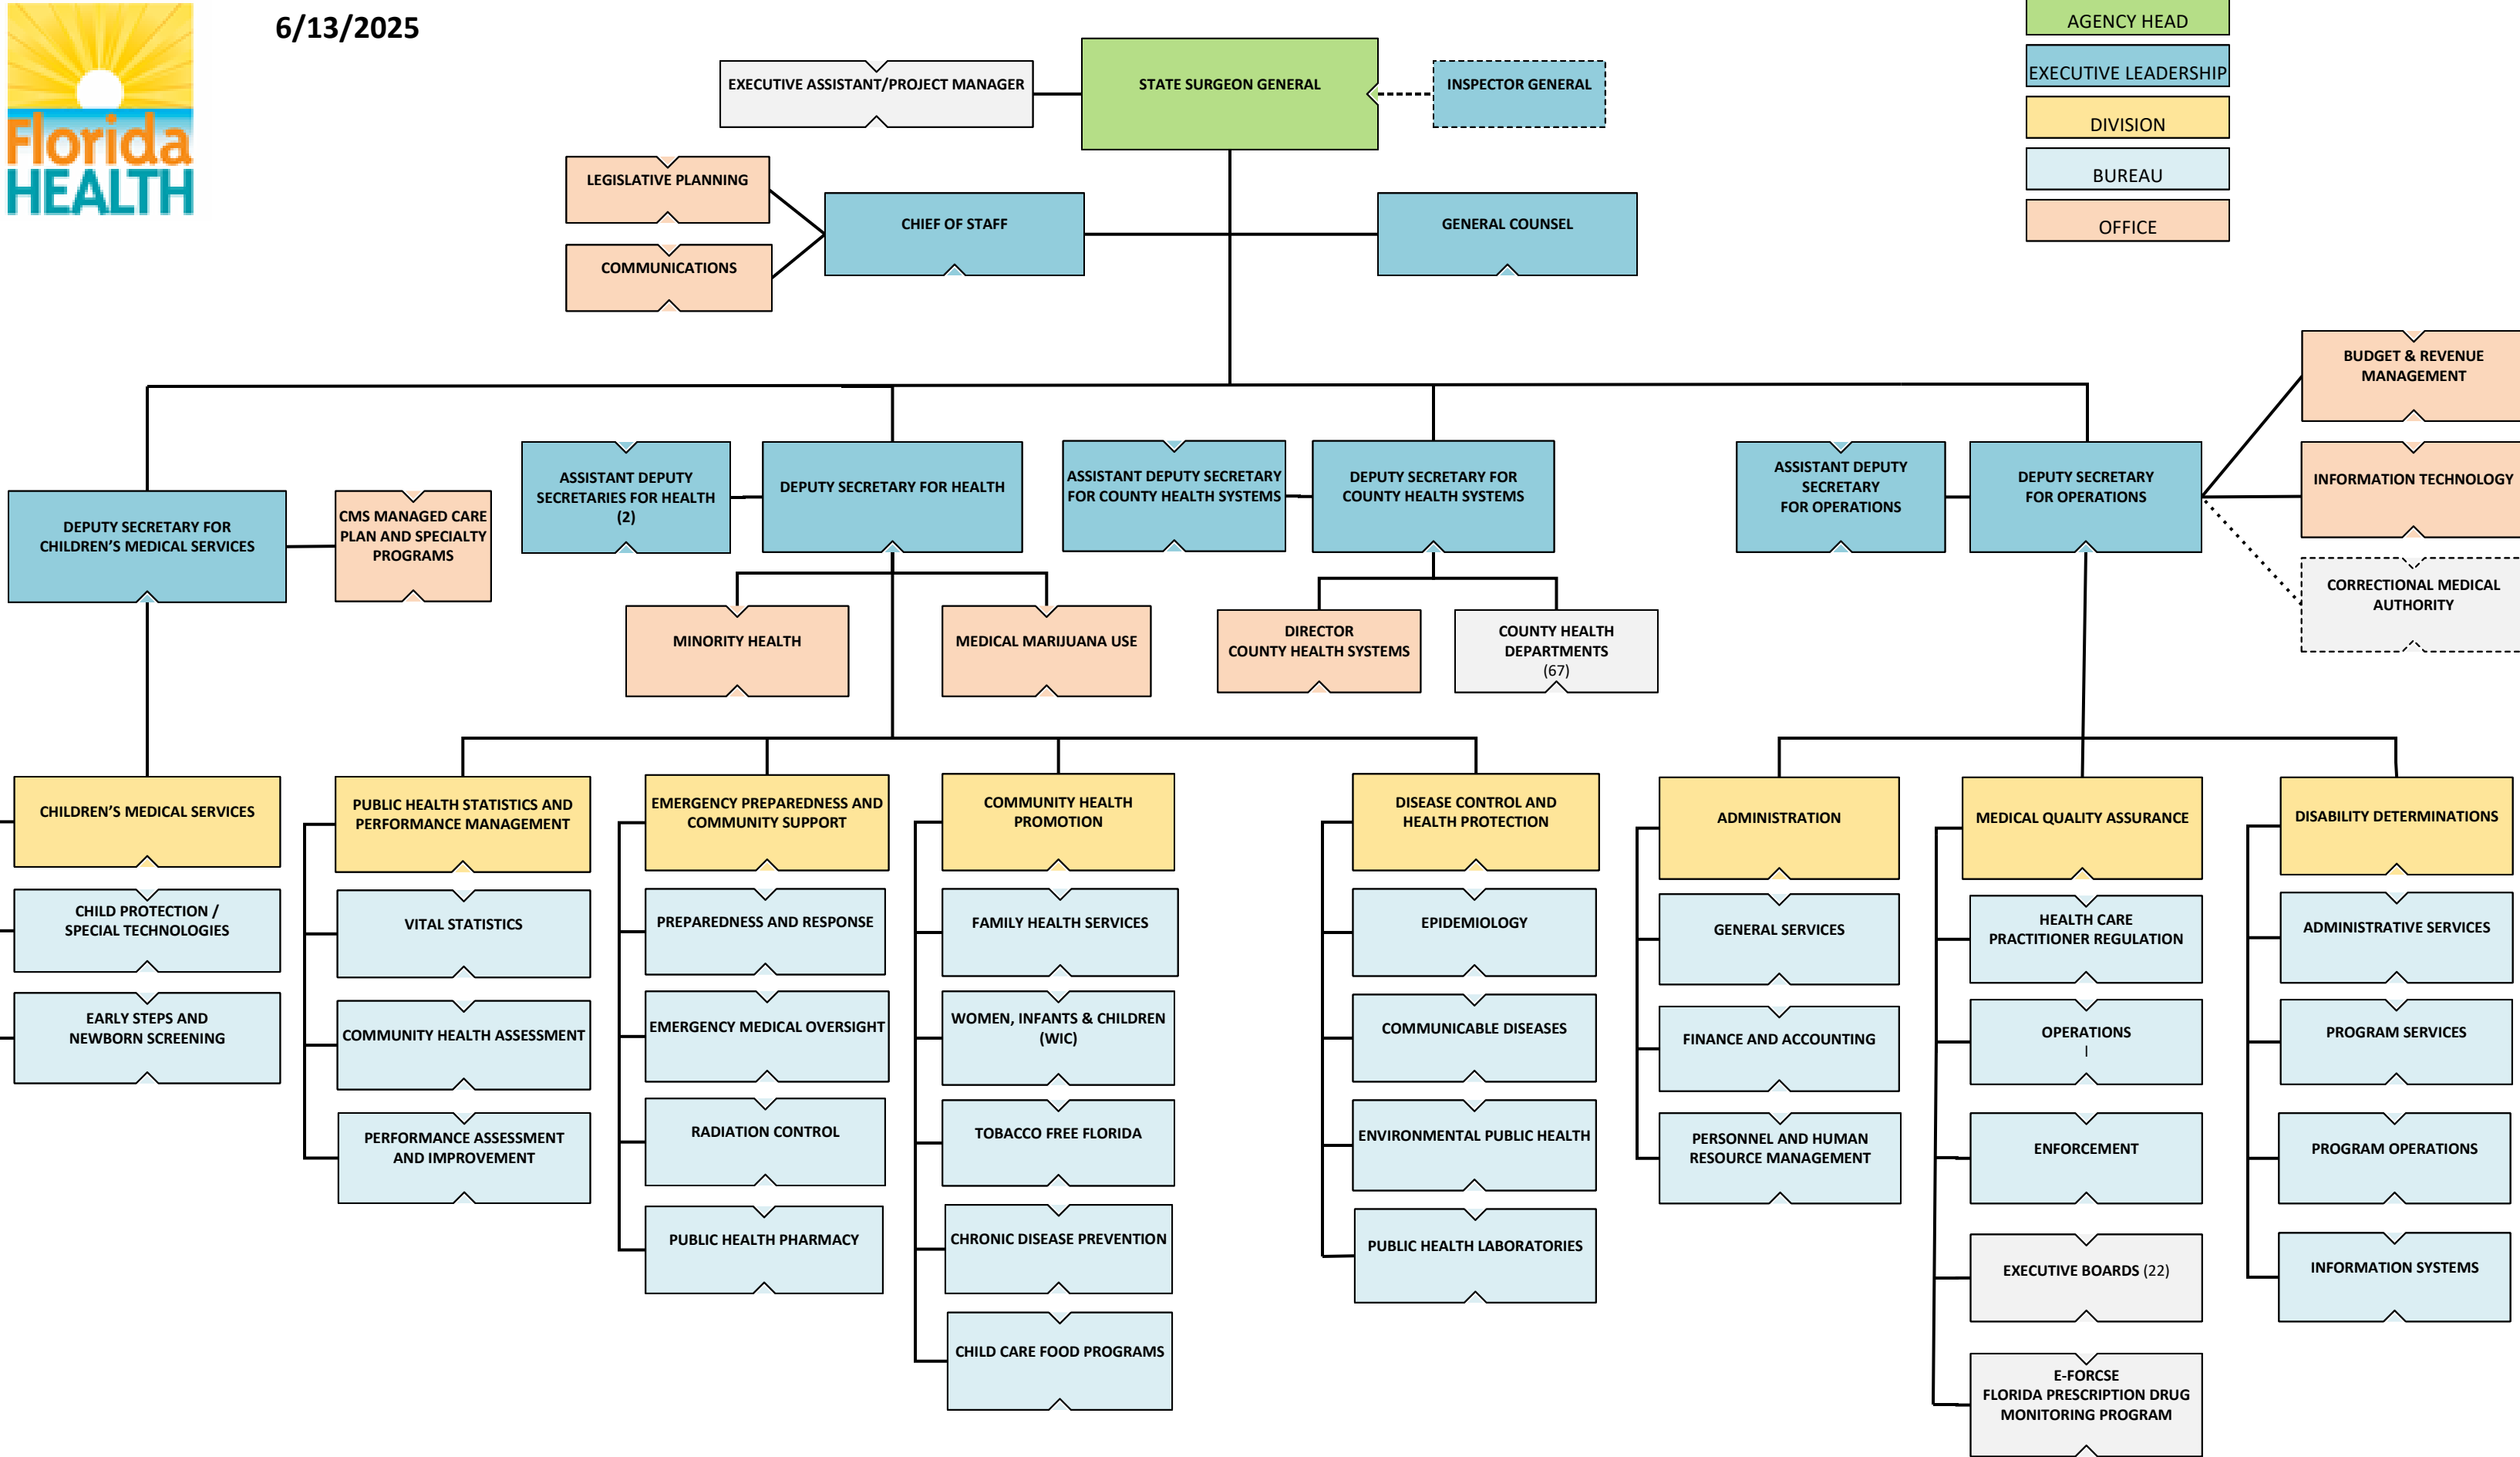 6/13/2025
Florida
HEALTH
AGENCY HEAD
EXECUTIVE LEADERSHIP
DIVISION
BUREAU
OFFICE
EXECUTIVE ASSISTANT/PROJECT MANAGER
STATE SURGEON GENERAL
INSPECTOR GENERAL
LEGISLATIVE PLANNING
COMMUNICATIONS
CHIEF OF STAFF
GENERAL COUNSEL
BUDGET & REVENUE
MANAGEMENT
INFORMATION TECHNOLOGY
CORRECTIONAL MEDICAL
AUTHORITY
DEPUTY SECRETARY FOR
CHILDREN'S MEDICAL SERVICES
CMS MANAGED CARE
PLAN AND SPECIALTY
PROGRAMS
ASSISTANT DEPUTY
SECRETARIES FOR HEALTH
(2)
DEPUTY SECRETARY FOR HEALTH
ASSISTANT DEPUTY SECRETARY
FOR COUNTY HEALTH SYSTEMS
DEPUTY SECRETARY FOR
COUNTY HEALTH SYSTEMS
ASSISTANT DEPUTY
SECRETARY
FOR OPERATIONS
DEPUTY SECRETARY
FOR OPERATIONS
MINORITY HEALTH
MEDICAL MARIJUANA USE
DIRECTOR
COUNTY HEALTH SYSTEMS
COUNTY HEALTH
DEPARTMENTS
(67)
CHILDREN'S MEDICAL SERVICES
CHILD PROTECTION /
SPECIAL TECHNOLOGIES
EARLY STEPS AND
NEWBORN SCREENING
PUBLIC HEALTH STATISTICS AND
PERFORMANCE MANAGEMENT
VITAL STATISTICS
COMMUNITY HEALTH ASSESSMENT
PERFORMANCE ASSESSMENT
AND IMPROVEMENT
EMERGENCY PREPAREDNESS AND
COMMUNITY SUPPORT
PREPAREDNESS AND RESPONSE
EMERGENCY MEDICAL OVERSIGHT
RADIATION CONTROL
PUBLIC HEALTH PHARMACY
COMMUNITY HEALTH
PROMOTION
FAMILY HEALTH SERVICES
WOMEN, INFANTS & CHILDREN
(WIC)
TOBACCO FREE FLORIDA
CHRONIC DISEASE PREVENTION
CHILD CARE FOOD PROGRAMS
DISEASE CONTROL AND
HEALTH PROTECTION
EPIDEMIOLOGY
COMMUNICABLE DISEASES
ENVIRONMENTAL PUBLIC HEALTH
PUBLIC HEALTH LABORATORIES
ADMINISTRATION
GENERAL SERVICES
FINANCE AND ACCOUNTING
PERSONNEL AND HUMAN
RESOURCE MANAGEMENT
MEDICAL QUALITY ASSURANCE
HEALTH CARE
PRACTITIONER REGULATION
OPERATIONS
l
ENFORCEMENT
EXECUTIVE BOARDS (22)
E-FORCSE
FLORIDA PRESCRIPTION DRUG
MONITORING PROGRAM
DISABILITY DETERMINATIONS
ADMINISTRATIVE SERVICES
PROGRAM SERVICES
PROGRAM OPERATIONS
INFORMATION SYSTEMS